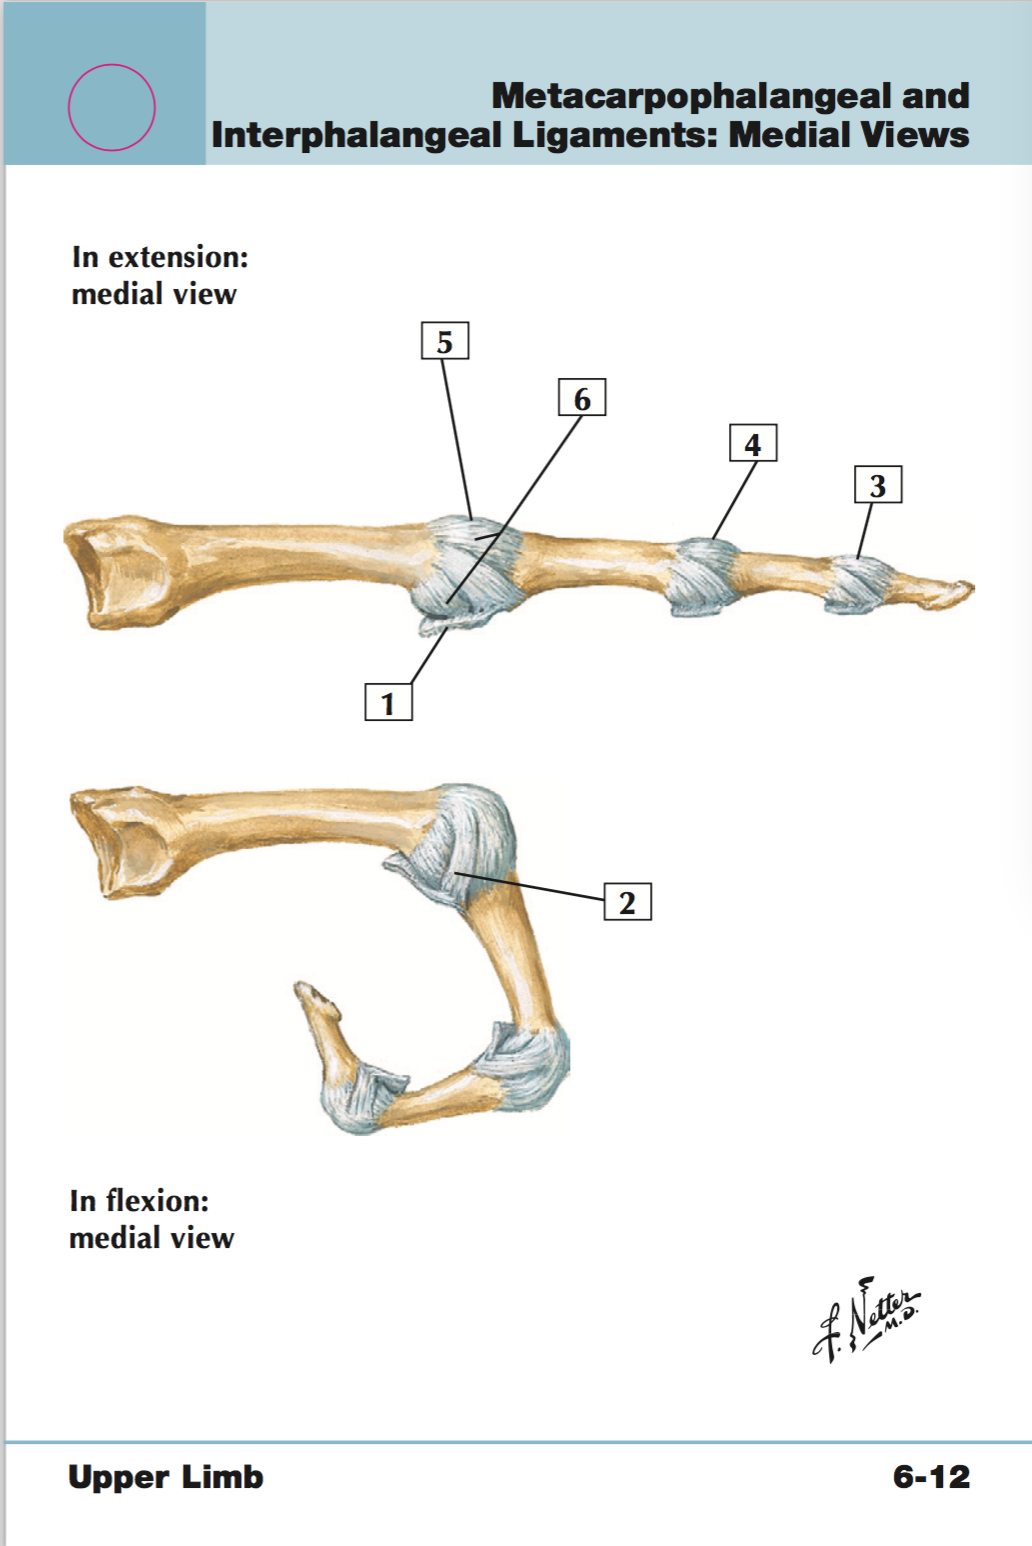 Metacarpophalangeal and
Interphalangeal Ligaments: Medial Views
In extension:
medial view
5
6
4
3
1
2
In flexion:
medial view
F. Netter
M.D.
Upper Limb 6-12